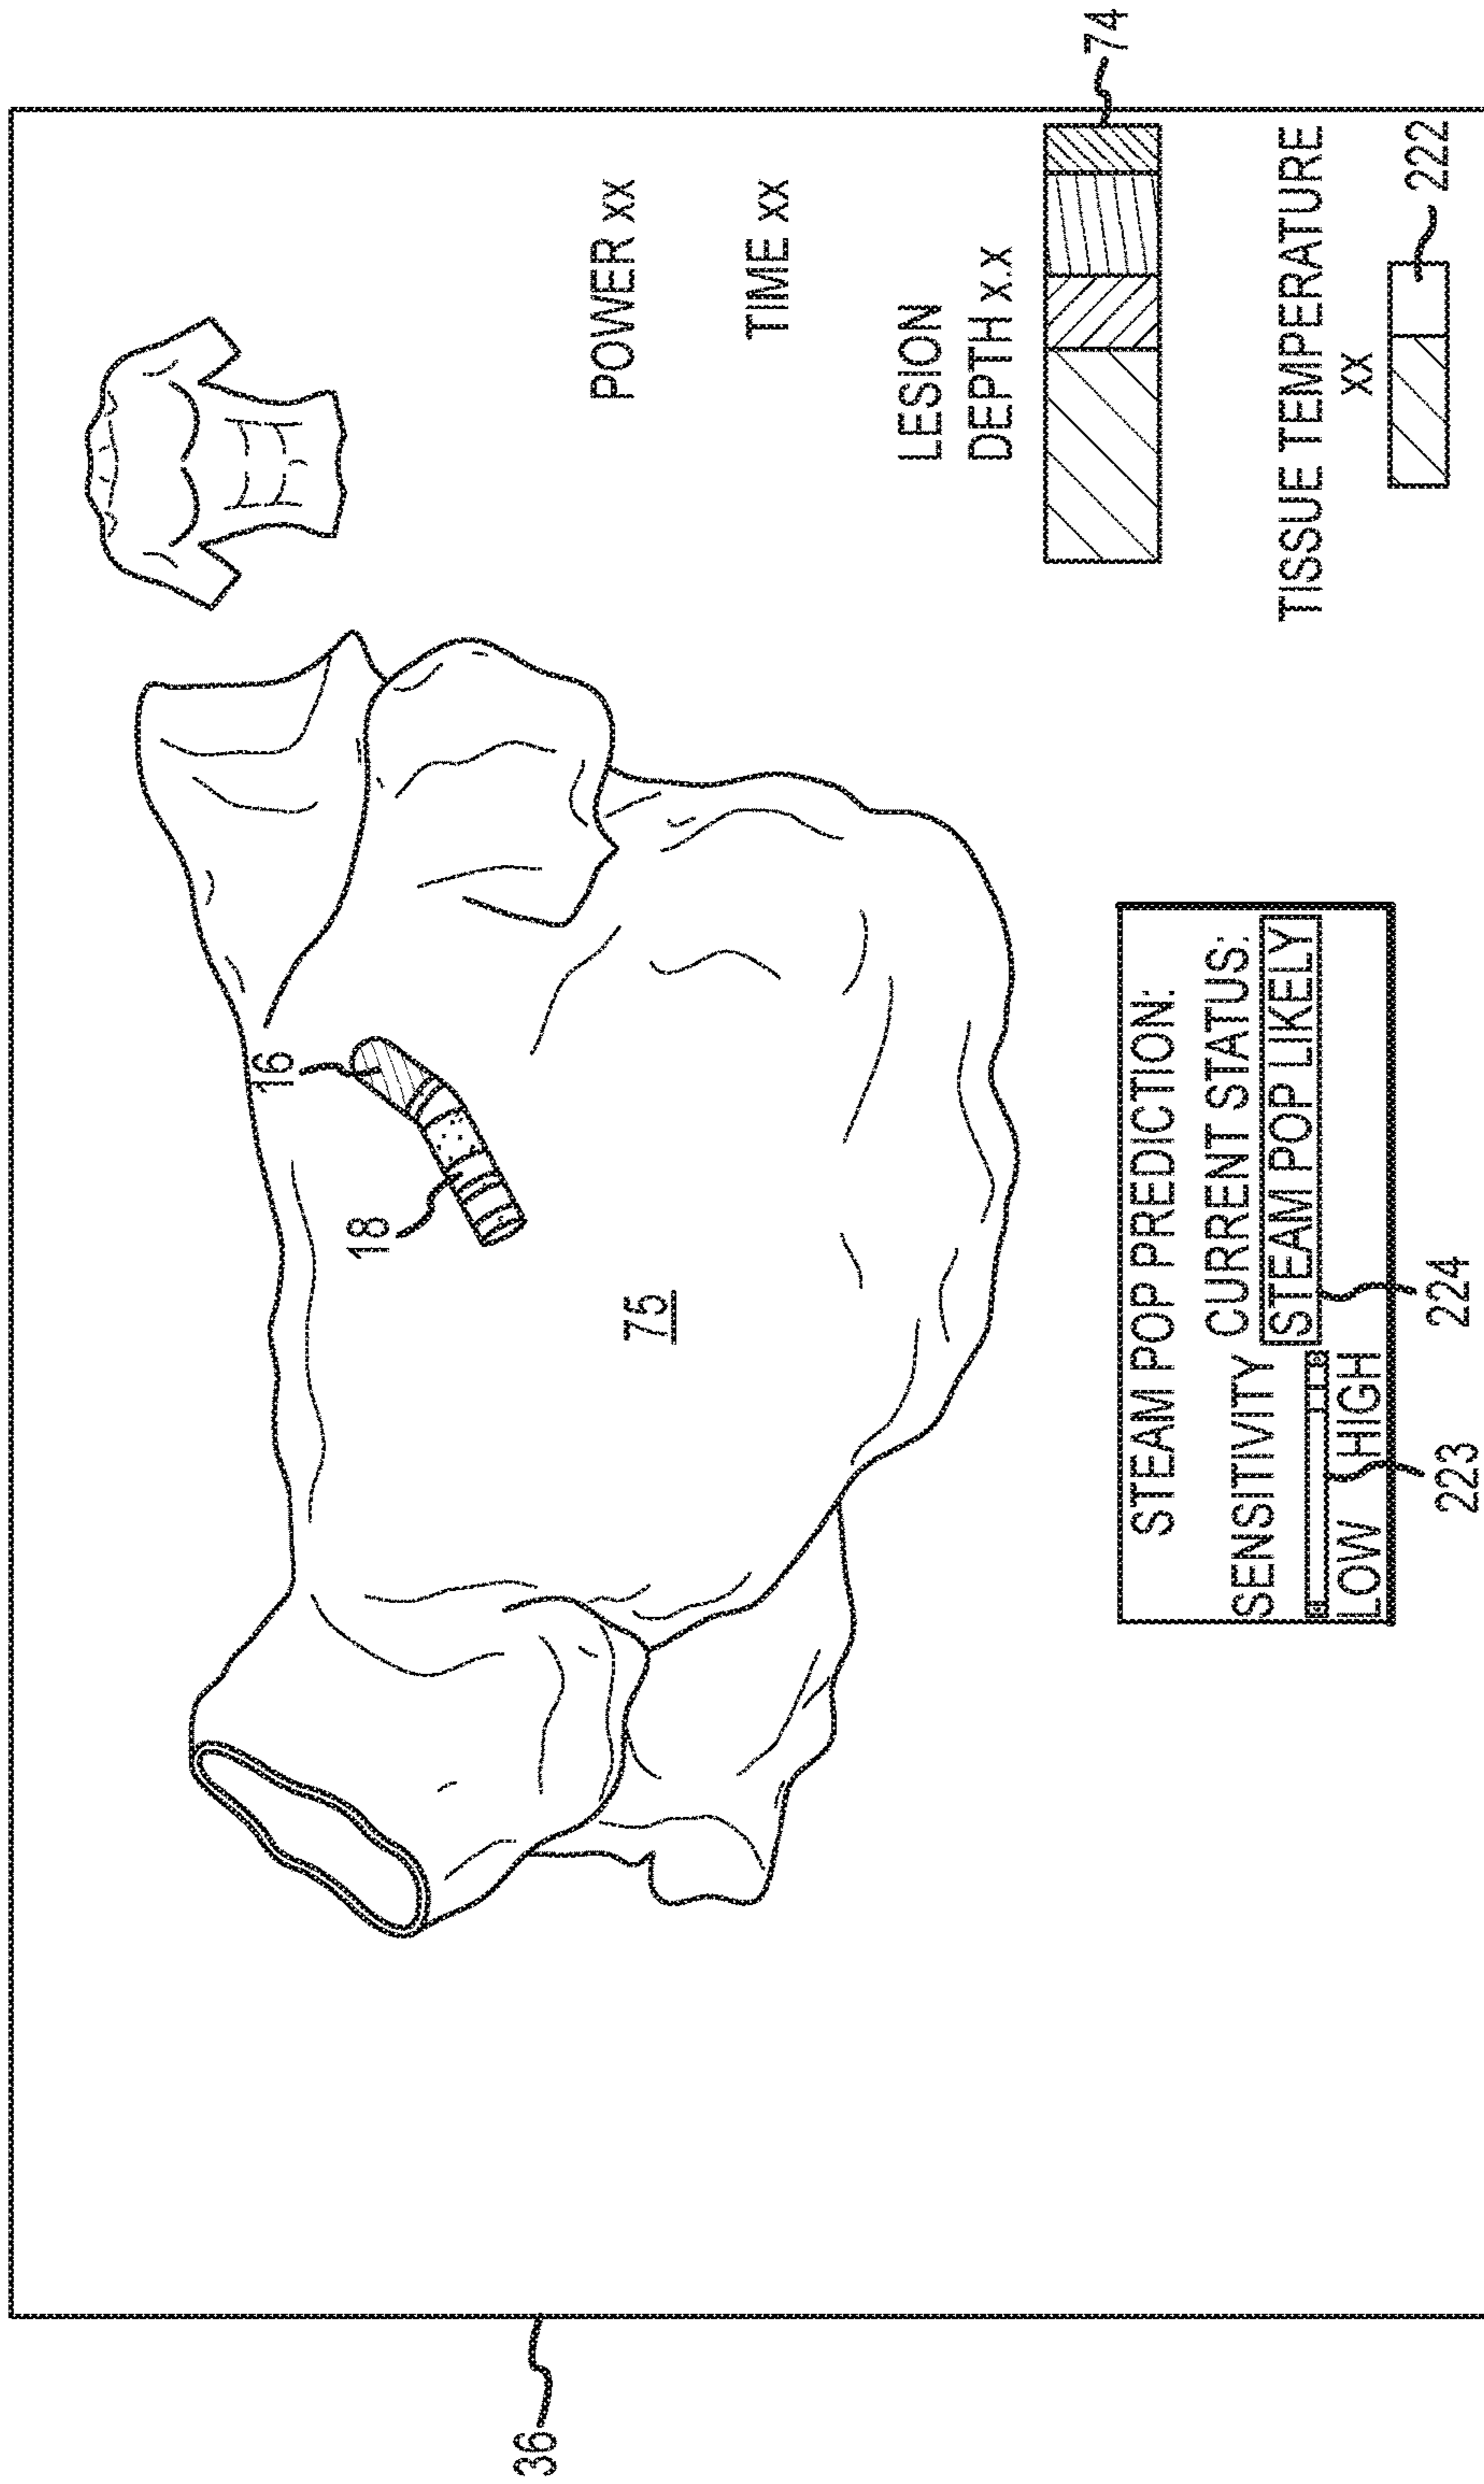 36
POWER xx
16
18
TIME xx
75
LESION
DEPTH x.x
74
STEAM POP PREDICTION:
SENSITIVITY
CURRENT STATUS:
STEAM POP LIKELY
LOW HIGH
223
224
TISSUE TEMPERATURE
xx
222